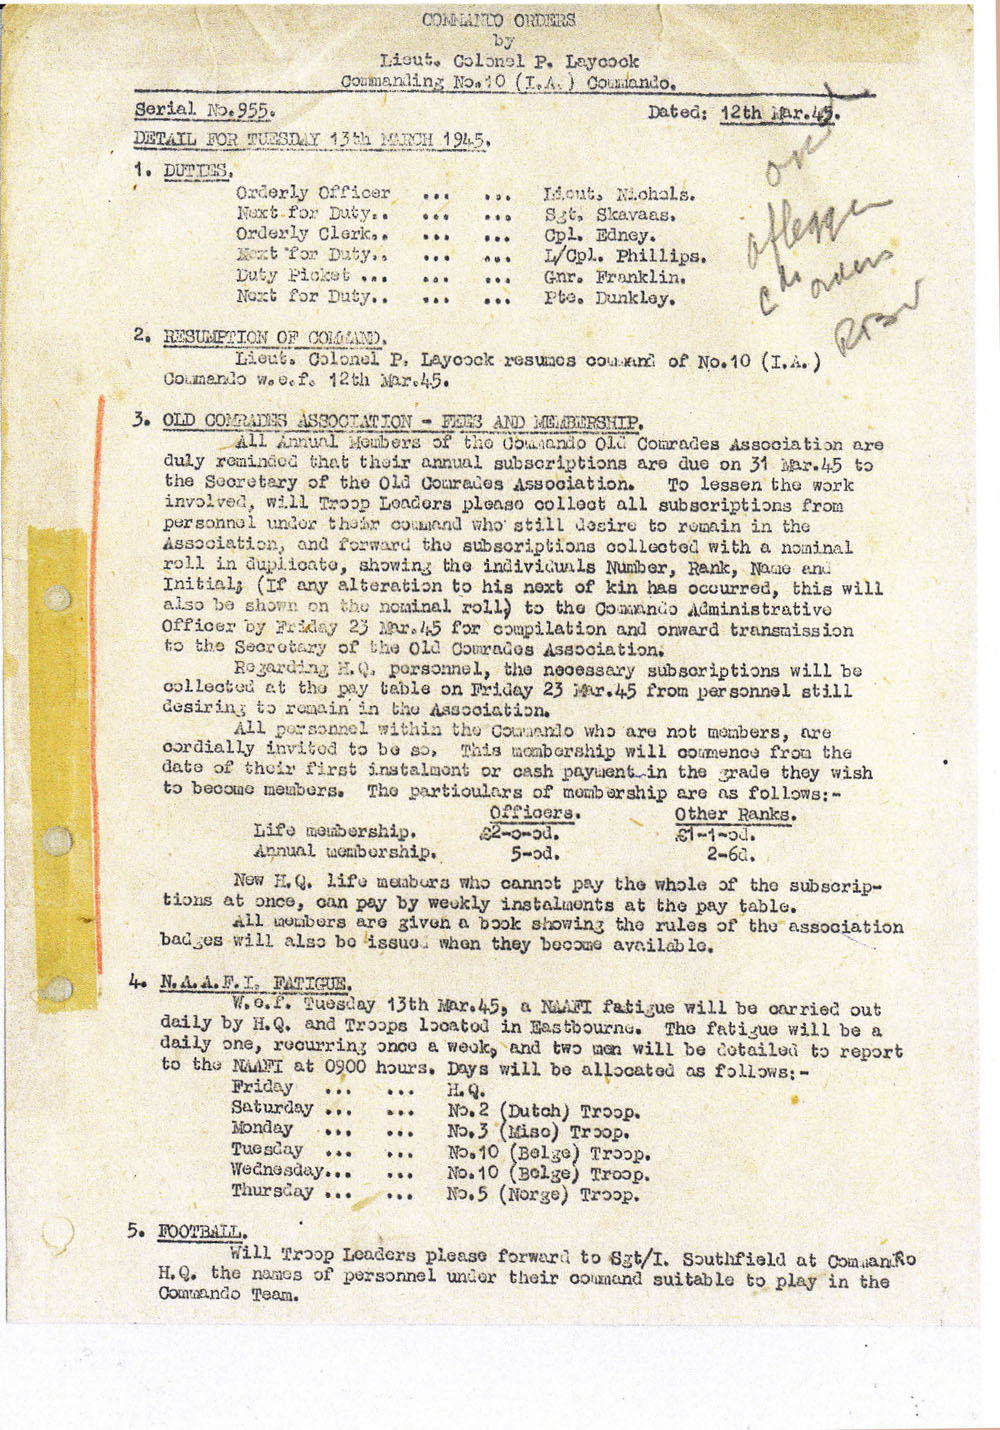 COMMANDO ORDERS
by
Lieut. Colonel P. Laycock
Commanding No.10 (I.A.) Commando.
Serial No.955. Dated: 12th Mar.45.
DETAIL FOR TUESDAY 13th MARCH 1945.
1. DUTIES.
Orderly Officer ... ... Lieut. Nichols.
Next for Duty.. ... ... Sgt. Skavaas.
Orderly Clerk.. ... ... Cpl. Edney.
Next for Duty.. ... ... L/Cpl. Phillips.
Duty Picket ... ... ... Gnr. Franklin.
Next for Duty.. ... ... Pte. Dunkley.
afleggen
orders
2. RESUMPTION OF COMMAND.
Lieut. Colonel P. Laycock resumes command of No.10 (I.A.)
Commando w.e.f. 12th Mar.45.
3. OLD COMRADES ASSOCIATION - FEES AND MEMBERSHIP.
All Annual Members of the Commando Old Comrades Association are
duly reminded that their annual subscriptions are due on 31 Mar.45 to
the Secretary of the Old Comrades Association. To lessen the work
involved, will Troop Leaders please collect all subscriptions from
personnel under their command who still desire to remain in the
Association, and forward the subscriptions collected with a nominal
roll in duplicate, showing the individuals Number, Rank, Name and
Initial; (If any alteration to his next of kin has occurred, this will
also be shown on the nominal roll) to the Commando Administrative
Officer by Friday 23 Mar.45 for compilation and onward transmission
to the Secretary of the Old Comrades Association.
Regarding H.Q. personnel, the necessary subscriptions will be
collected at the pay table on Friday 23 Mar.45 from personnel still
desiring to remain in the Association.
All personnel within the Commando who are not members, are
cordially invited to be so. This membership will commence from the
date of their first instalment or cash payment in the grade they wish
to become members. The particulars of membership are as follows:-
Officers. Other Ranks.
Life membership. £2-0-0d. £1-1-0d.
Annual membership. 5-0d. 2-6d.
New H.Q. life members who cannot pay the whole of the subscrip-
tions at once, can pay by weekly instalments at the pay table.
All members are given a book showing the rules of the association
badges will also be issued when they become available.
4. N.A.A.F.I. FATIGUE.
W.e.f. Tuesday 13th Mar.45, a NAAFI fatigue will be carried out
daily by H.Q. and Troops located in Eastbourne. The fatigue will be a
daily one, recurring once a week, and two men will be detailed to report
to the NAAFI at 0900 hours. Days will be allocated as follows:-
Friday ... ... H.Q.
Saturday ... ... No.2 (Dutch) Troop.
Monday ... ... No.3 (Misc) Troop.
Tuesday ... ... No.10 (Belge) Troop.
Wednesday... ... No.10 (Belge) Troop.
Thursday ... ... No.5 (Norge) Troop.
5. FOOTBALL.
Will Troop Leaders please forward to Sgt/I. Southfield at Commando
H.Q. the names of personnel under their command suitable to play in the
Commando Team.